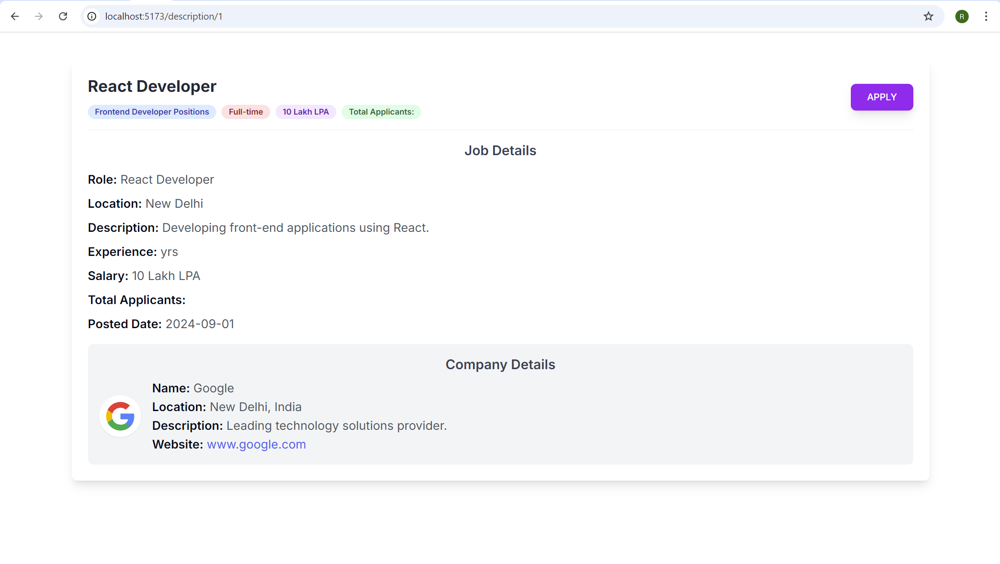 localhost:5173/description/1
R
React Developer
APPLY
Frontend Developer Positions Full-time 10 Lakh LPA Total Applicants:
Job Details
Role: React Developer
Location: New Delhi
Description: Developing front-end applications using React.
Experience: yrs
Salary: 10 Lakh LPA
Total Applicants:
Posted Date: 2024-09-01
Company Details
Name: Google
Location: New Delhi, India
Description: Leading technology solutions provider.
Website: www.google.com